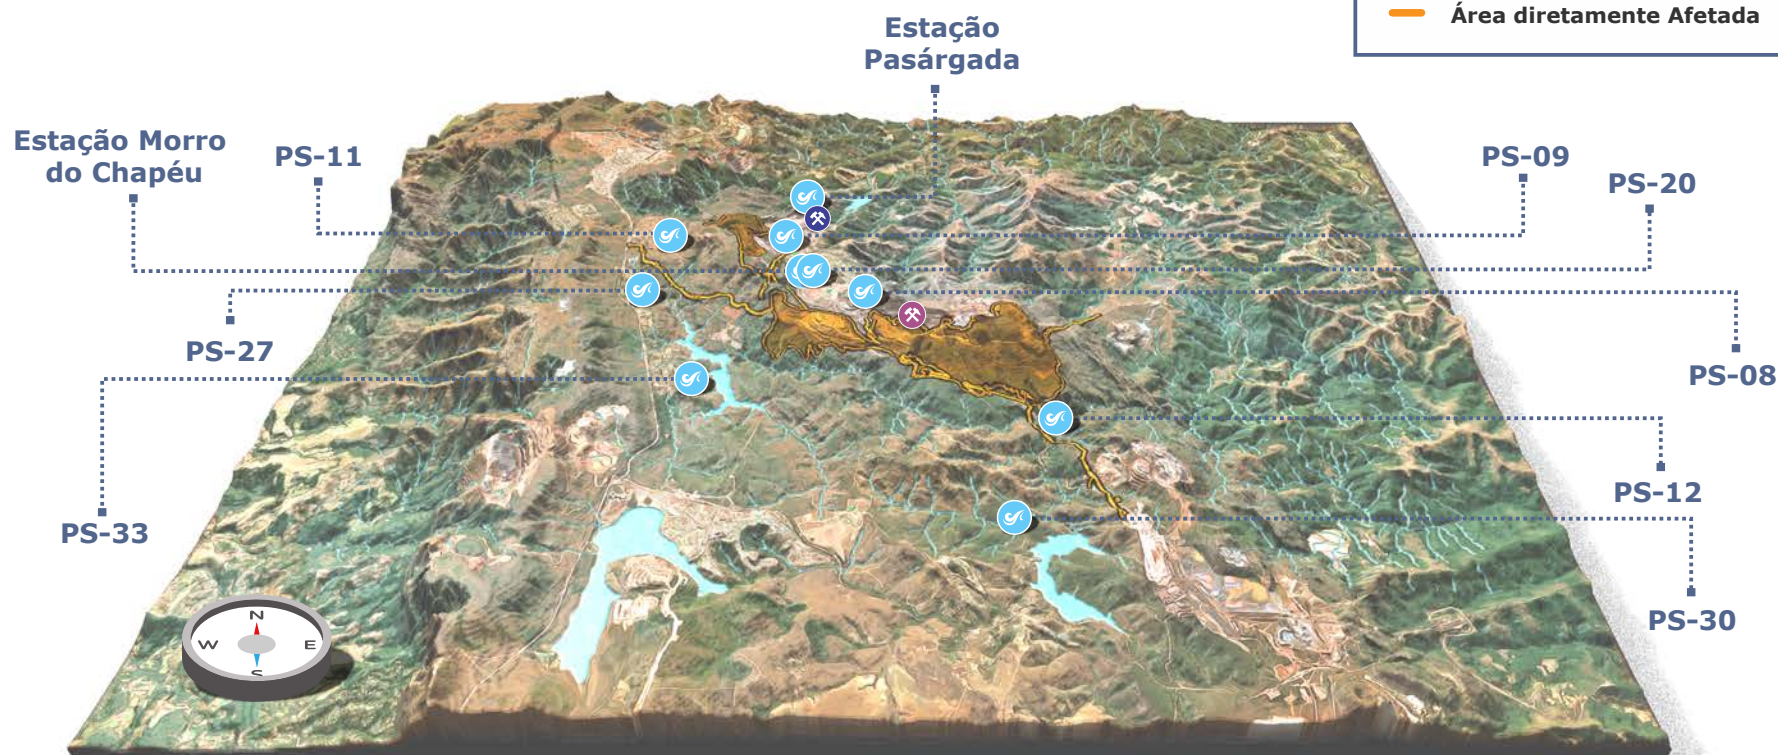 Área diretamente Afetada
Estação
Pasárgada
Estação Morro
do Chapéu
PS-11
PS-09
PS-20
PS-27
PS-08
PS-33
PS-12
PS-30
N
W
E
S